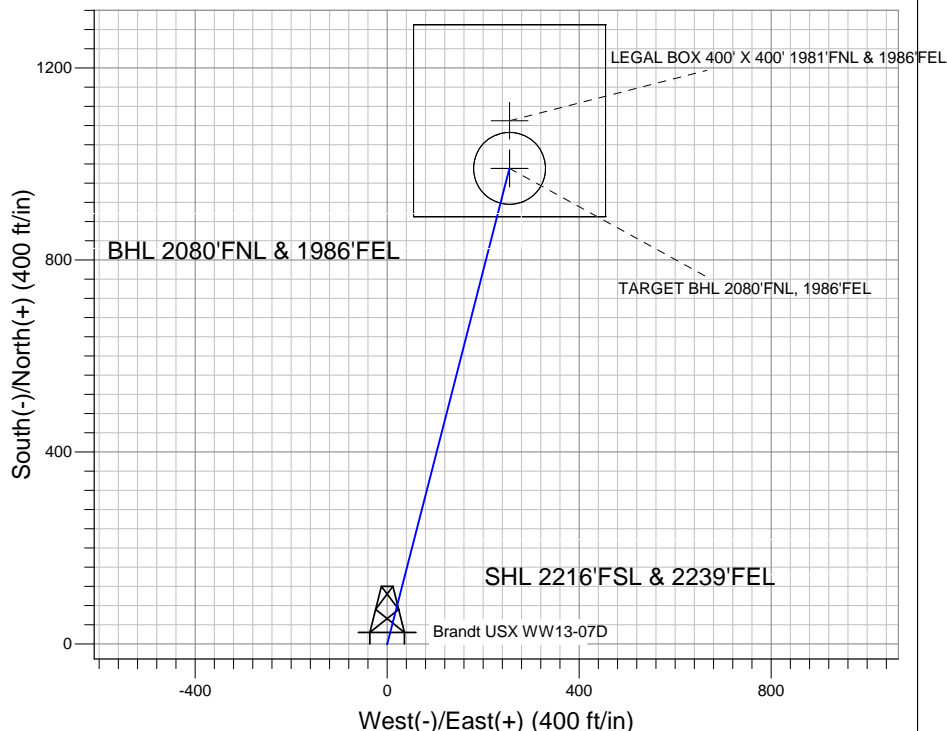 1200
LEGAL BOX 400' X 400' 1981'FNL & 1986'FEL
South(-)/North(+) (400 ft/in)
BHL 2080'FNL & 1986'FEL
800
TARGET BHL 2080'FNL, 1986'FEL
400
SHL 2216'FSL & 2239'FEL
Brandt USX WW13-07D
0
-400 0 400 800
West(-)/East(+) (400 ft/in)